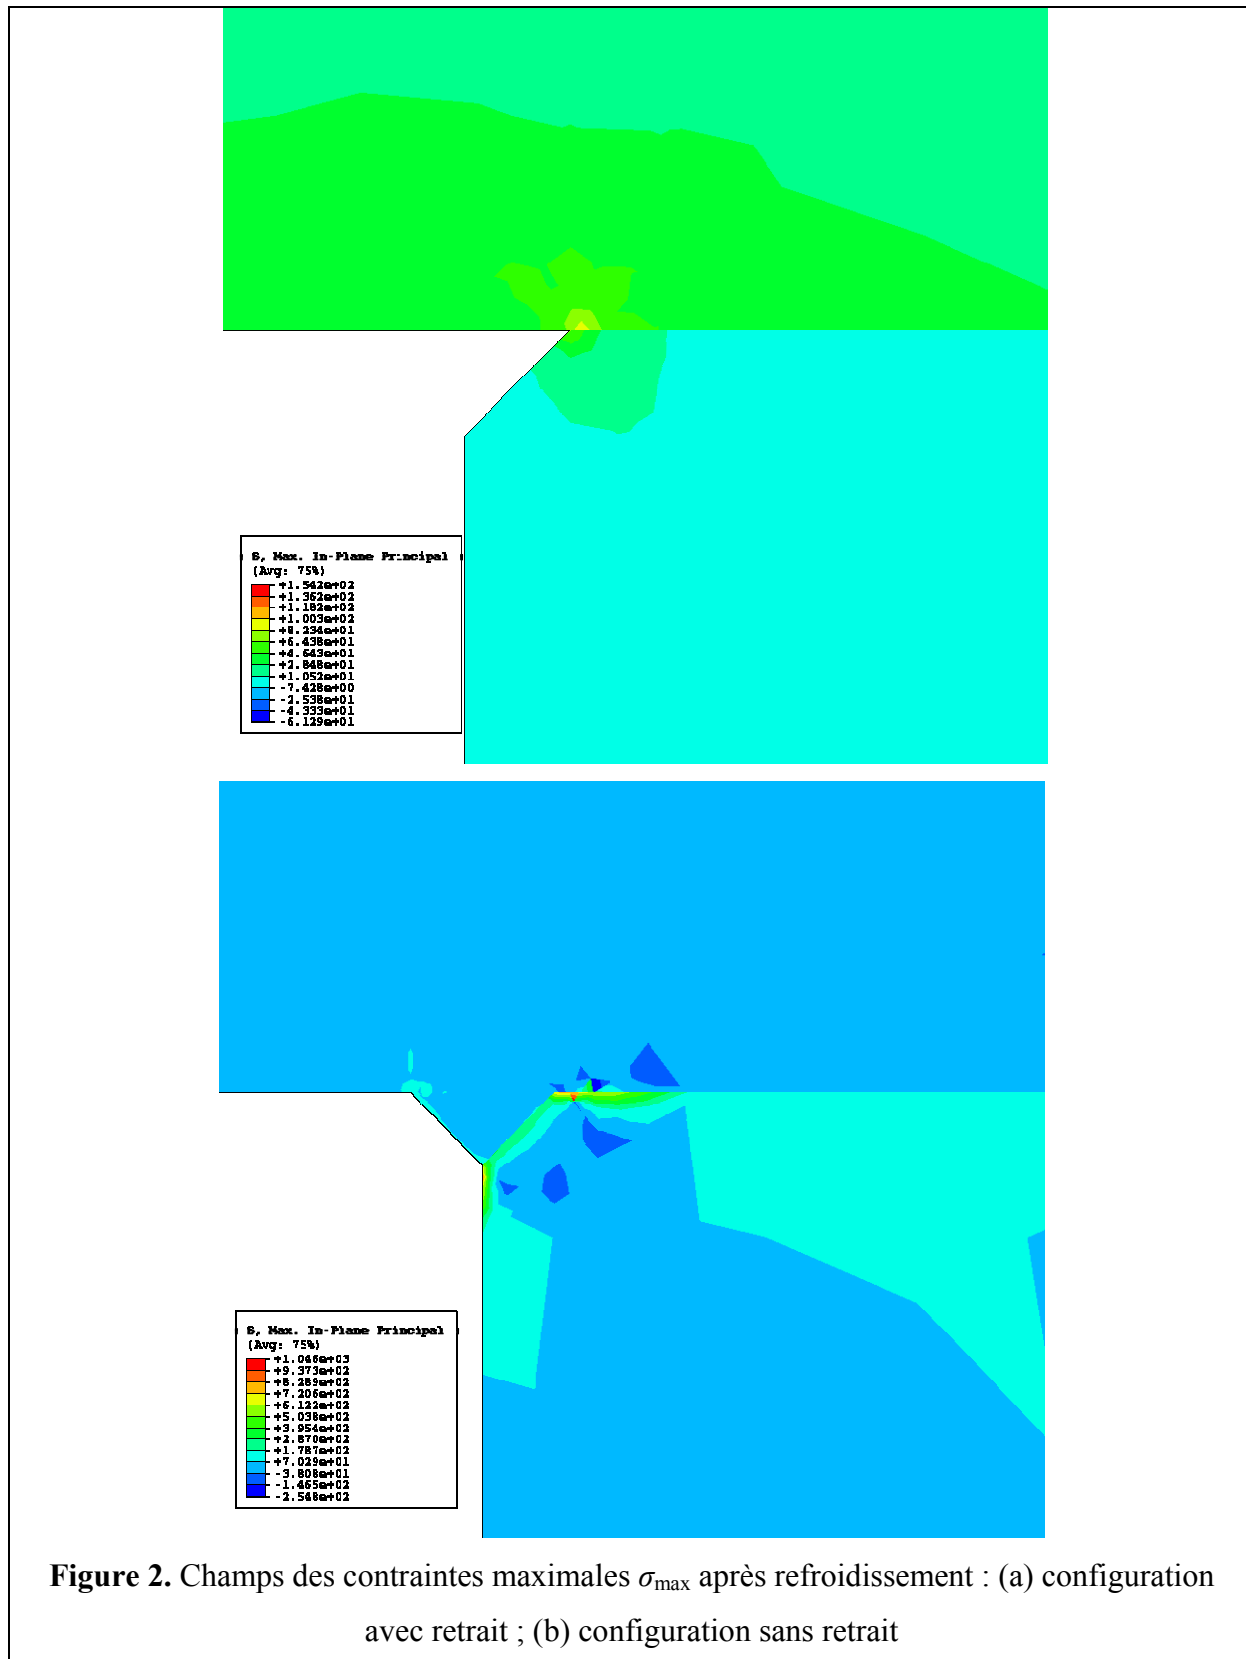 S, Max. In-Plane Principal
(Avg: 75%)
+1.542e+02
+1.362e+02
+1.182e+02
+1.003e+02
+8.234e+01
+6.438e+01
+4.643e+01
+2.848e+01
+1.052e+01
-7.428e+00
-2.538e+01
-4.333e+01
-6.129e+01
S, Max. In-Plane Principal
(Avg: 75%)
+1.046e+03
+9.373e+02
+8.289e+02
+7.206e+02
+6.122e+02
+5.038e+02
+3.954e+02
+2.870e+02
+1.787e+02
+7.029e+01
-3.808e+01
-1.465e+02
-2.548e+02
Figure 2. Champs des contraintes maximales σmax après refroidissement : (a) configuration
avec retrait ; (b) configuration sans retrait